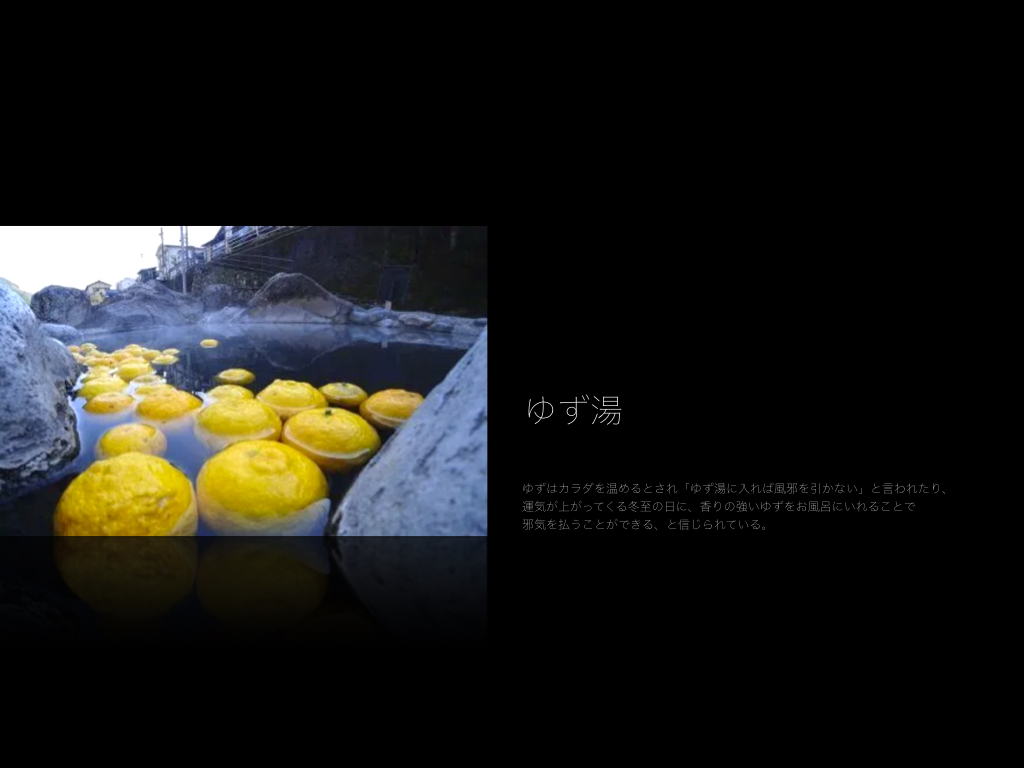 ゆず湯
ゆずはカラダを温めるとされ「ゆず湯に入れば風邪を引かない」と言われたり、
運気が上がってくる冬至の日に、香りの強いゆずをお風呂にいれることで
邪気を払うことができる、と信じられている。